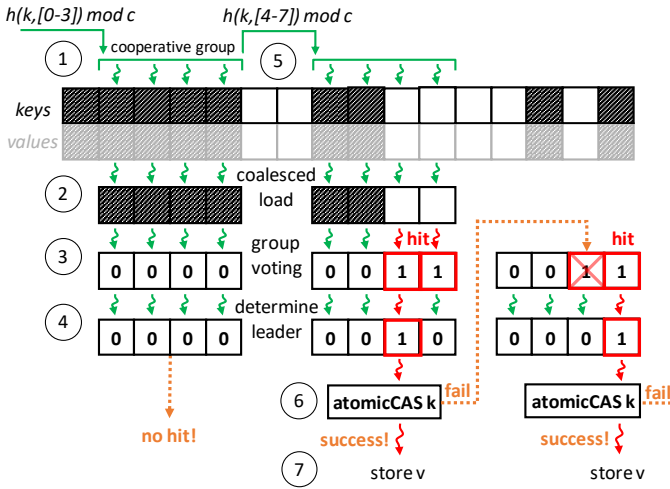 h(k,[0-3]) mod c
h(k,[4-7]) mod c
1
cooperative group
5
keys
values
2
coalesced
load
3
group
voting
hit
hit
0 0 0 0
0 0 1 1
0 0 1 1
4
determine
leader
0 0 0 0
0 0 1 0
0 0 0 1
6
atomicCAS k
fail
atomicCAS k
fail
no hit!
success!
success!
7
store v
store v